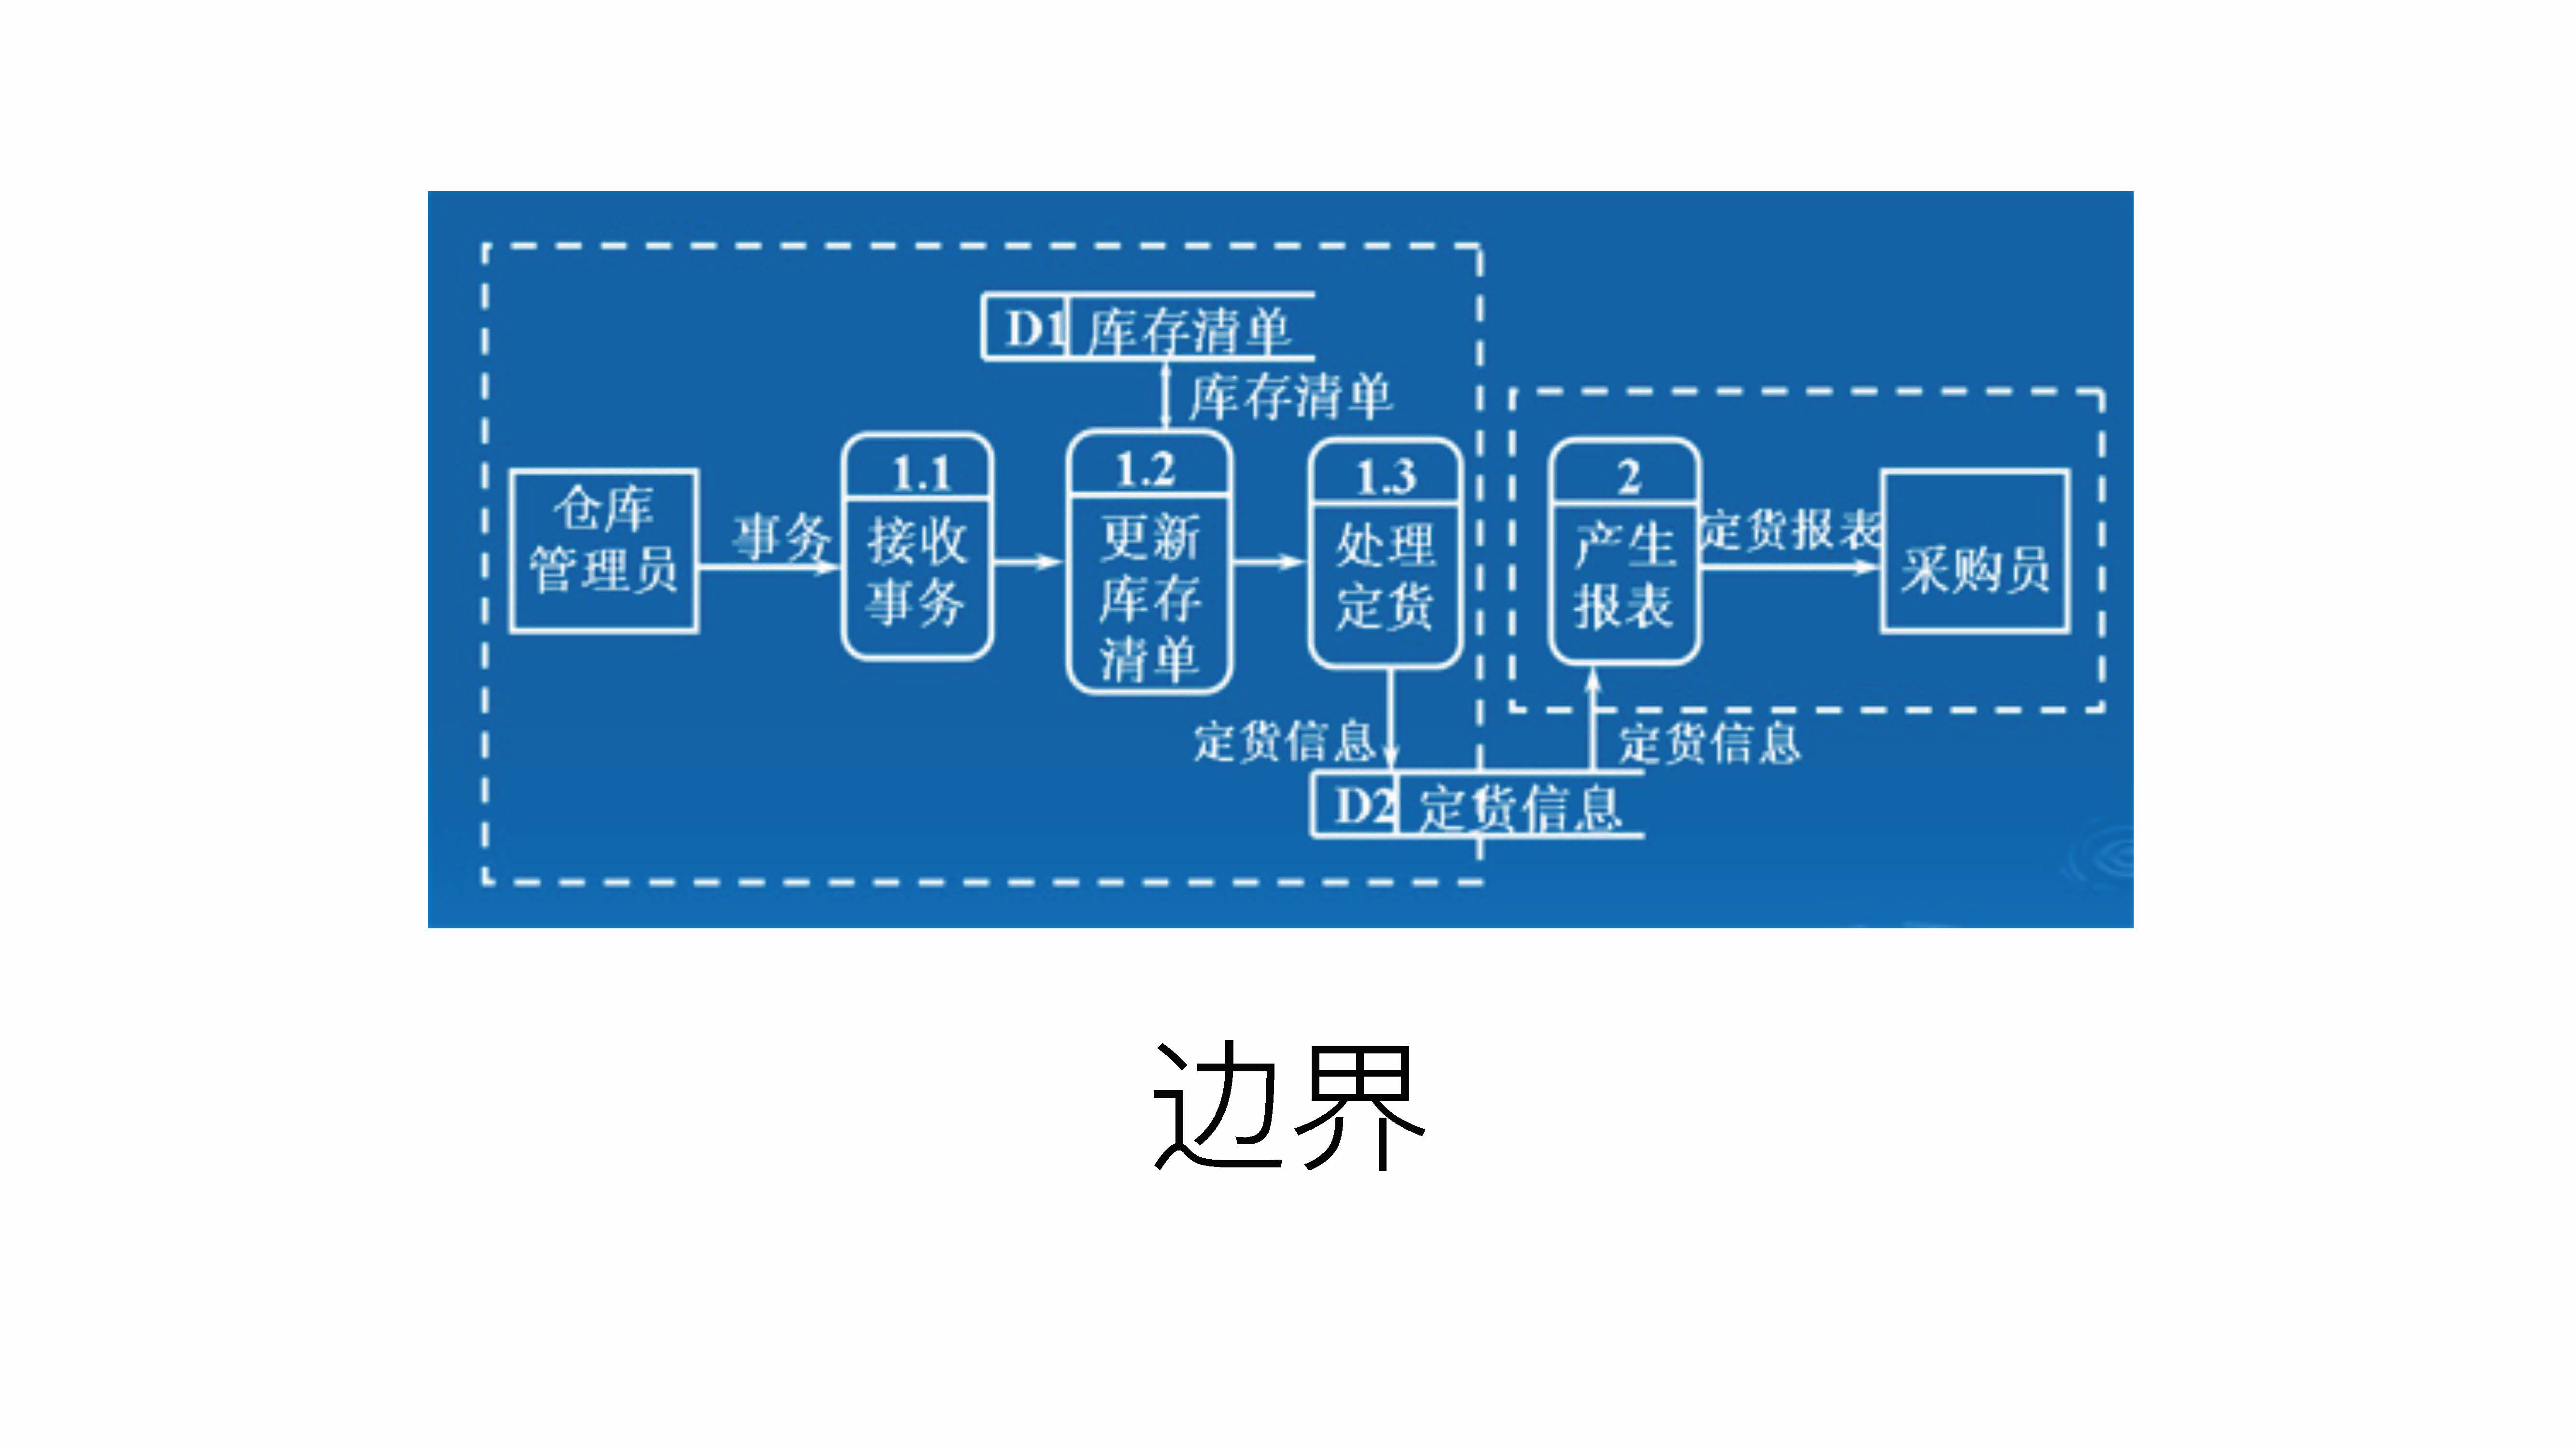 D1 库存清单
库存清单
仓库
管理员
事务
1.1
接收
事务
1.2
更新
库存
清单
1.3
处理
定货
2
产生
报表
定货报表
采购员
定货信息
定货信息
D2 定货信息
边界